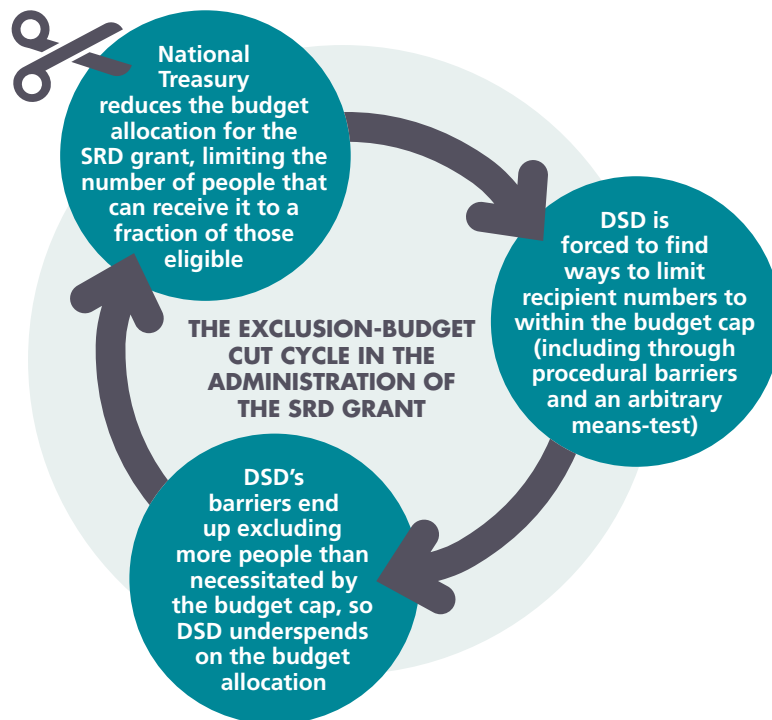 National
Treasury
reduces the budget
allocation for the
SRD grant, limiting the
number of people that
can receive it to a
fraction of those
eligible
DSD is
forced to find
ways to limit
recipient numbers to
within the budget cap
(including through
procedural barriers
and an arbitrary
means-test)
THE EXCLUSION-BUDGET
CUT CYCLE IN THE
ADMINISTRATION OF
THE SRD GRANT
DSD’s
barriers end
up excluding
more people than
necessitated by
the budget cap, so
DSD underspends
on the budget
allocation